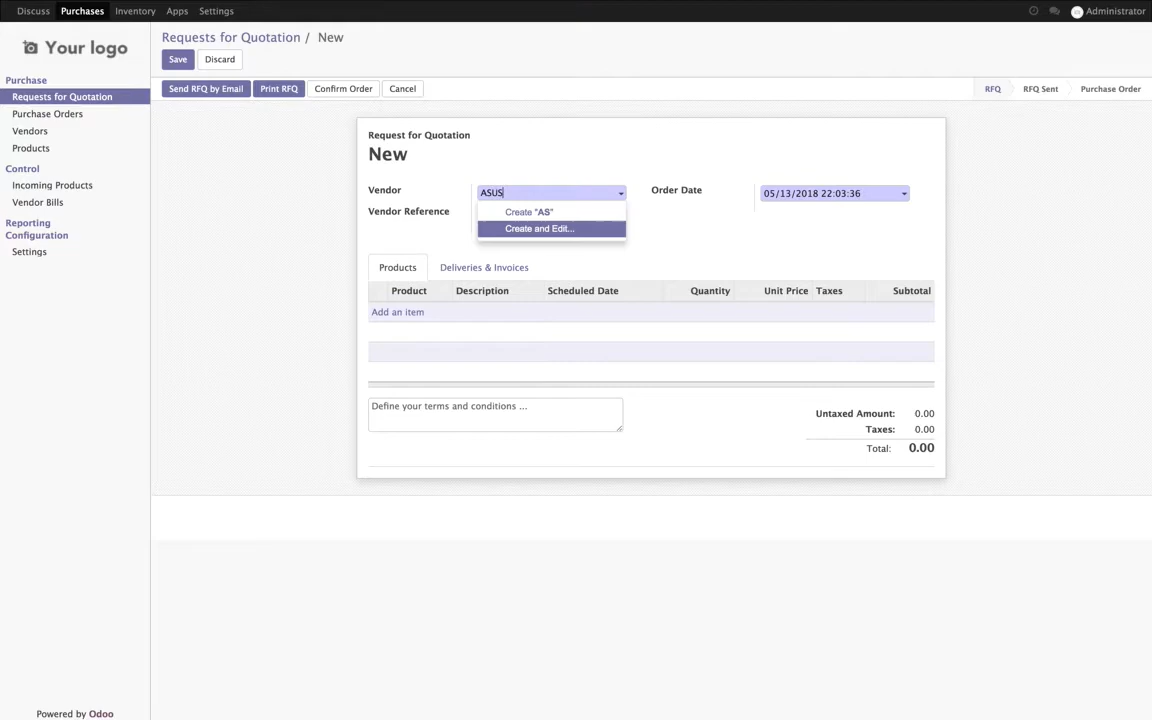 Discuss Purchases Inventory Apps Settings Administrator
Your logo
Requests for Quotation / New
Save Discard
Purchase
Requests for Quotation
Purchase Orders
Vendors
Products
Control
Incoming Products
Vendor Bills
Reporting
Configuration
Settings
Send RFQ by Email Print RFQ Confirm Order Cancel RFQ RFQ Sent Purchase Order
Request for Quotation
New
Vendor ASUS Order Date 05/13/2018 22:03:36
Vendor Reference Create "AS"
Create and Edit...
Products Deliveries & Invoices
Product Description Scheduled Date Quantity Unit Price Taxes Subtotal
Add an item
Define your terms and conditions ...
Untaxed Amount: 0.00
Taxes: 0.00
Total: 0.00
Powered by Odoo